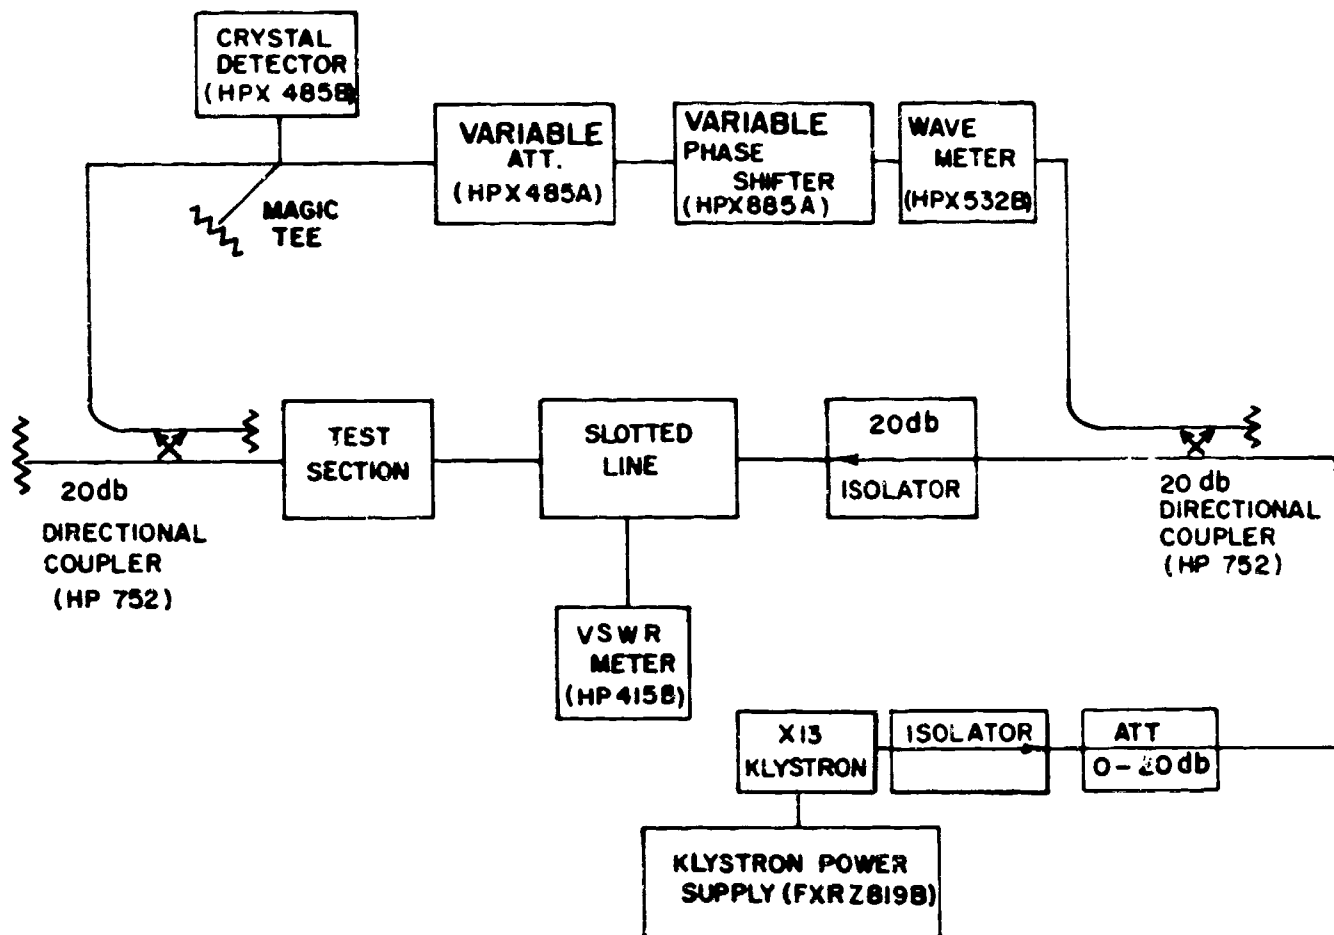 CRYSTAL
DETECTOR
(HPX 485B)
VARIABLE
ATT.
(HPX485A)
VARIABLE
PHASE
SHIFTER
(HPX885A)
WAVE
METER
(HPX532B)
MAGIC
TEE
20db
DIRECTIONAL
COUPLER
(HP 752)
TEST
SECTION
SLOTTED
LINE
20db
ISOLATOR
20 db
DIRECTIONAL
COUPLER
(HP 752)
VSWR
METER
(HP415B)
X13
KLYSTRON
ISOLATOR
ATT
0-20db
KLYSTRON POWER
SUPPLY (FXR Z819B)